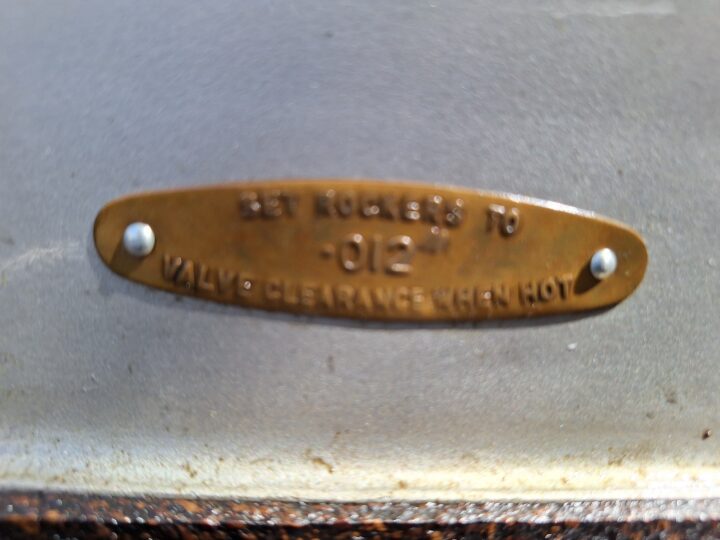 SET ROCKERS TO
·012"
VALVE CLEARANCE WHEN HOT